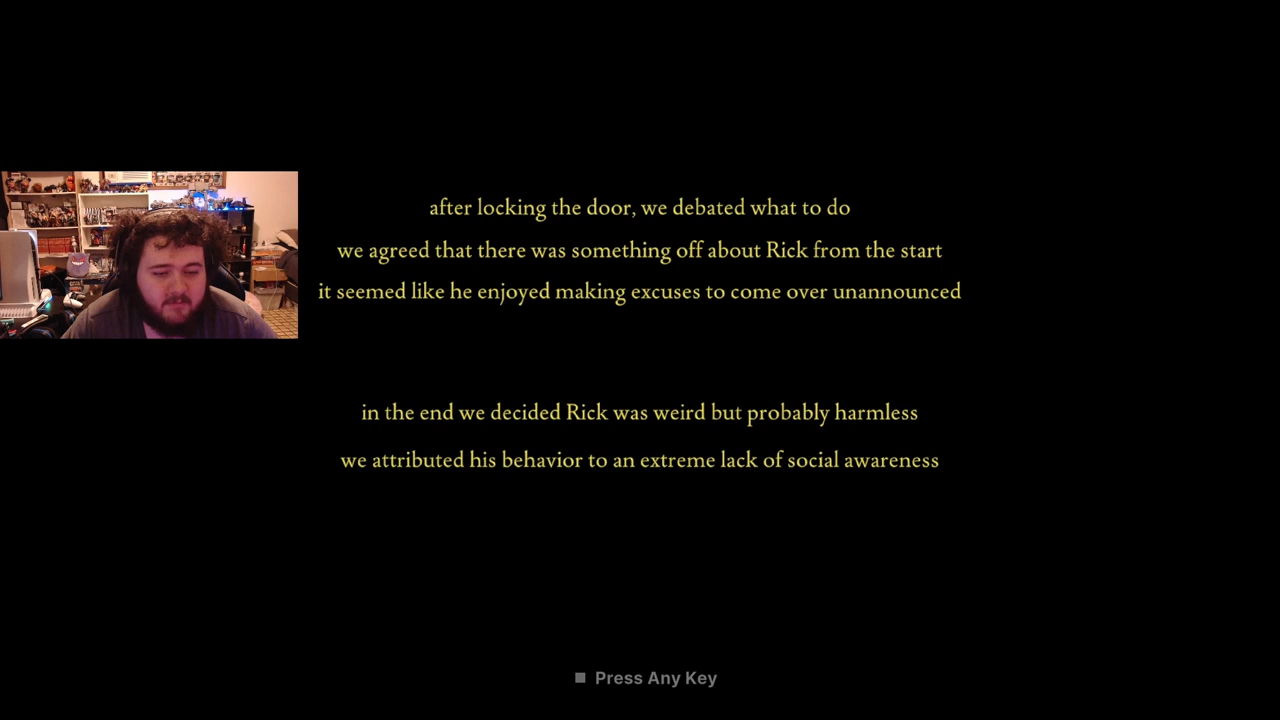 after locking the door, we debated what to do
we agreed that there was something off about Rick from the start
it seemed like he enjoyed making excuses to come over unannounced
in the end we decided Rick was weird but probably harmless
we attributed his behavior to an extreme lack of social awareness
Press Any Key